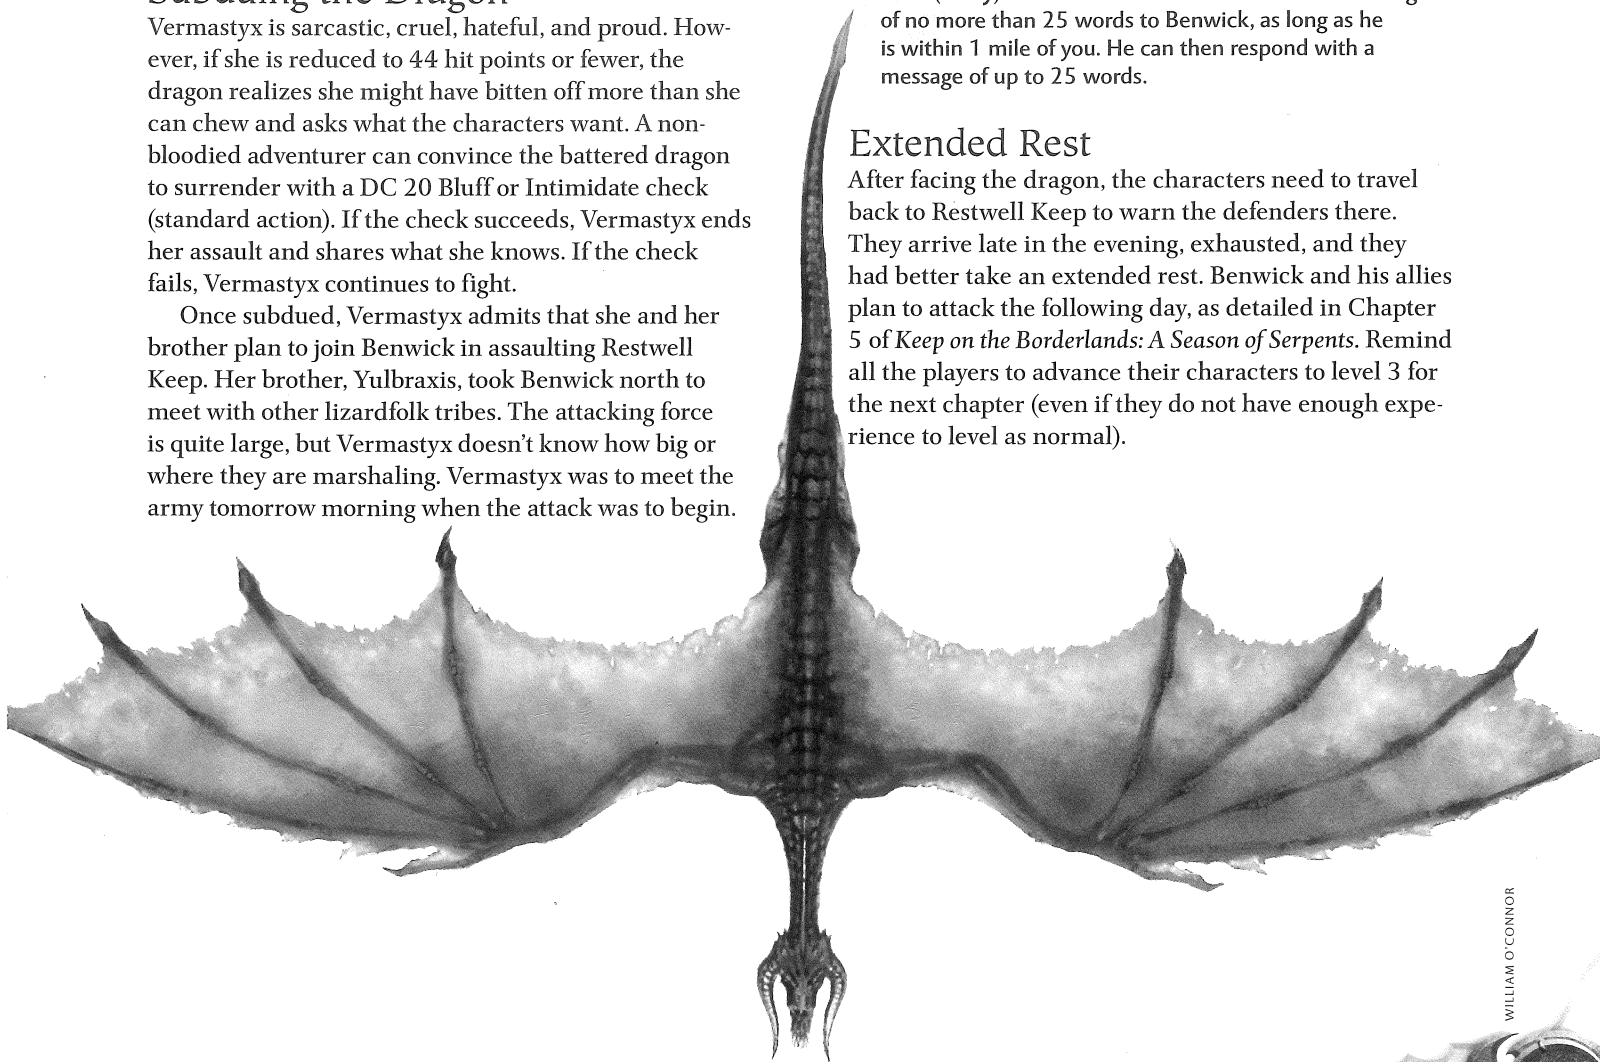 Subduing the Dragon
Vermastyx is sarcastic, cruel, hateful, and proud. How-
ever, if she is reduced to 44 hit points or fewer, the
dragon realizes she might have bitten off more than she
can chew and asks what the characters want. A non-
bloodied adventurer can convince the battered dragon
to surrender with a DC 20 Bluff or Intimidate check
(standard action). If the check succeeds, Vermastyx ends
her assault and shares what she knows. If the check
fails, Vermastyx continues to fight.
Once subdued, Vermastyx admits that she and her
brother plan to join Benwick in assaulting Restwell
Keep. Her brother, Yulbraxis, took Benwick north to
meet with other lizardfolk tribes. The attacking force
is quite large, but Vermastyx doesn't know how big or
where they are marshaling. Vermastyx was to meet the
army tomorrow morning when the attack was to begin.
of no more than 25 words to Benwick, as long as he
is within 1 mile of you. He can then respond with a
message of up to 25 words.
Extended Rest
After facing the dragon, the characters need to travel
back to Restwell Keep to warn the defenders there.
They arrive late in the evening, exhausted, and they
had better take an extended rest. Benwick and his allies
plan to attack the following day, as detailed in Chapter
5 of Keep on the Borderlands: A Season of Serpents. Remind
all the players to advance their characters to level 3 for
the next chapter (even if they do not have enough expe-
rience to level as normal).
WILLIAM O'CONNOR